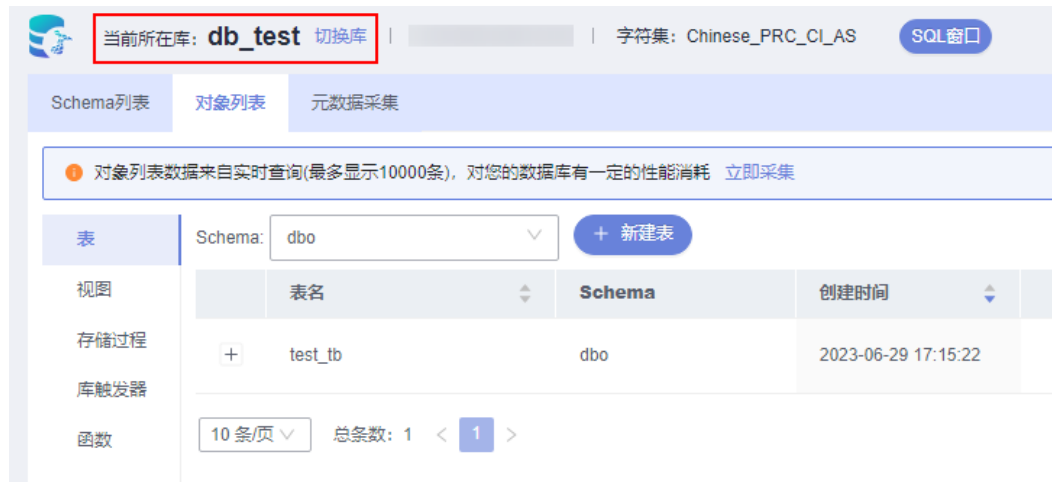 当前所在库: db_test 切换库 | | 字符集: Chinese_PRC_CI_AS SQL窗口
Schema列表 对象列表 元数据采集
对象列表数据来自实时查询(最多显示10000条), 对您的数据库有一定的性能消耗 立即采集
表 Schema: dbo + 新建表
视图 表名 Schema 创建时间
存储过程 + test_tb dbo 2023-06-29 17:15:22
库触发器
函数 10 条/页 总条数: 1 < 1 >